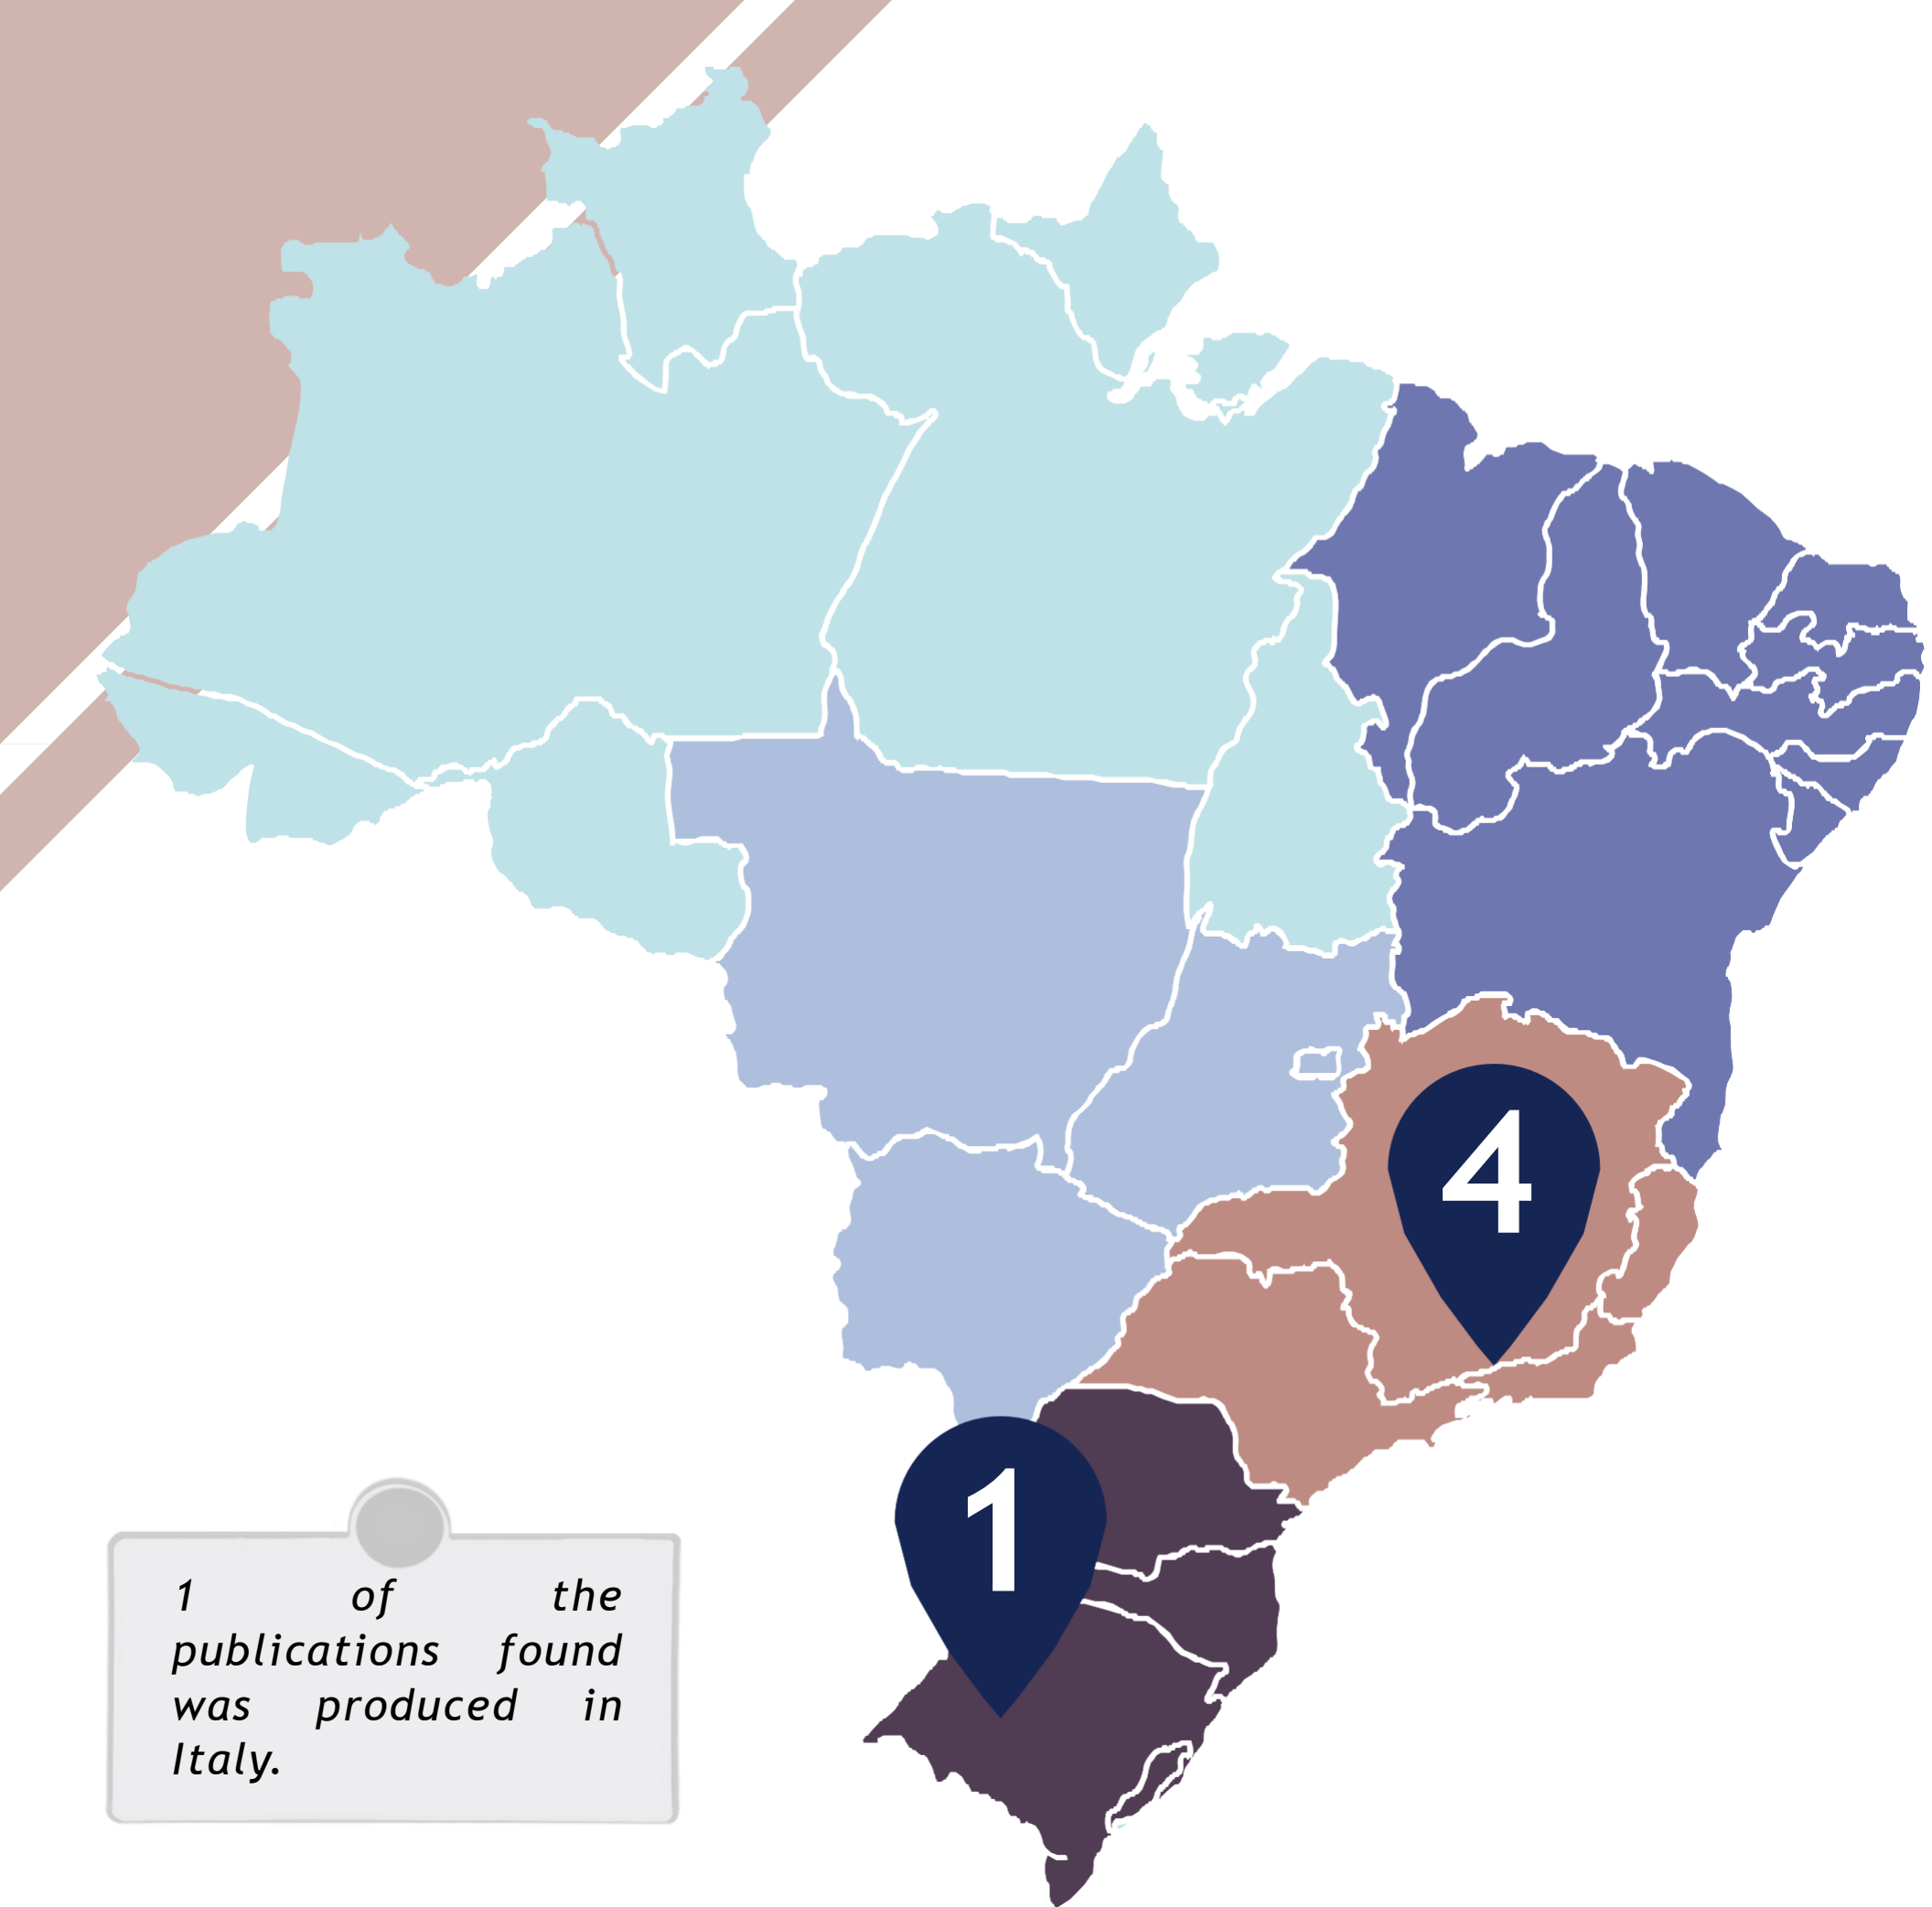 4
1
1 of the
publications found
was produced in
Italy.